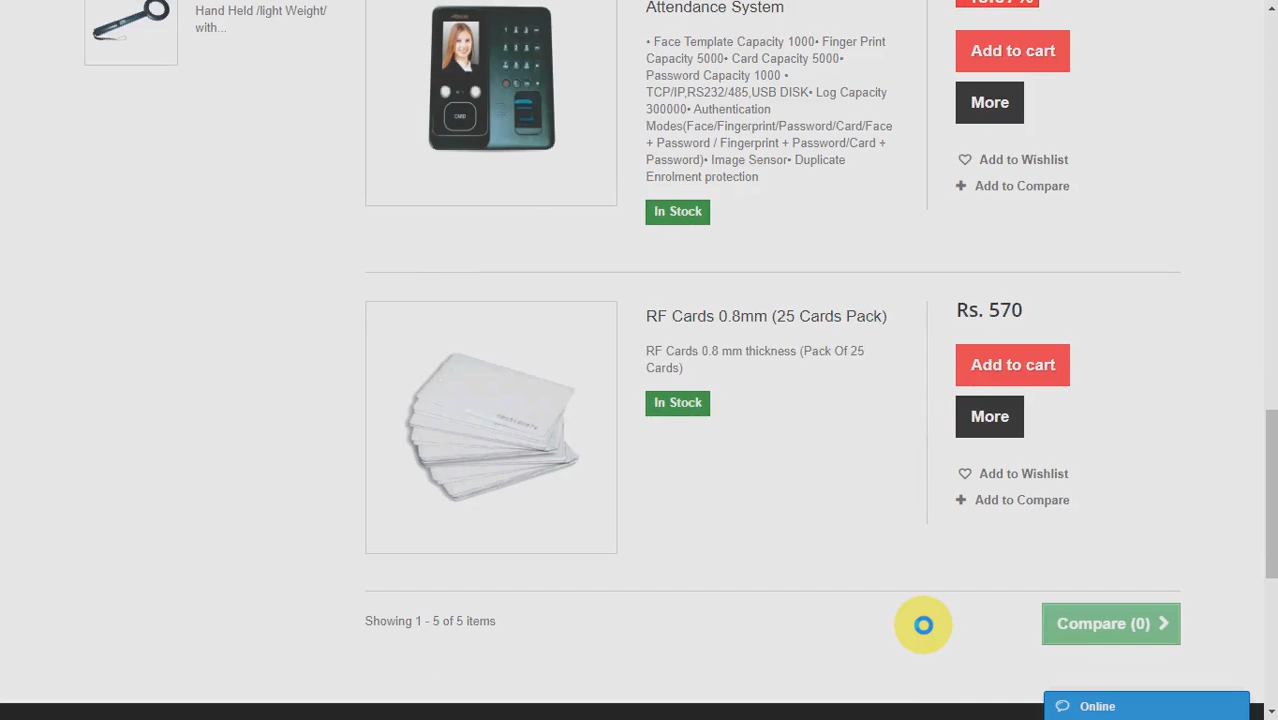 Hand Held /light Weight/
with...
Attendance System
• Face Template Capacity 1000• Finger Print
Capacity 5000• Card Capacity 5000•
Password Capacity 1000 •
TCP/IP,RS232/485,USB DISK• Log Capacity
300000• Authentication
Modes(Face/Fingerprint/Password/Card/Face
+ Password / Fingerprint + Password/Card +
Password)• Image Sensor• Duplicate
Enrolment protection
In Stock
Add to cart
More
Add to Wishlist
Add to Compare
CARD
RF Cards 0.8mm (25 Cards Pack)
RF Cards 0.8 mm thickness (Pack Of 25
Cards)
In Stock
Rs. 570
Add to cart
More
Add to Wishlist
Add to Compare
Showing 1 - 5 of 5 items
Compare (0)
Online